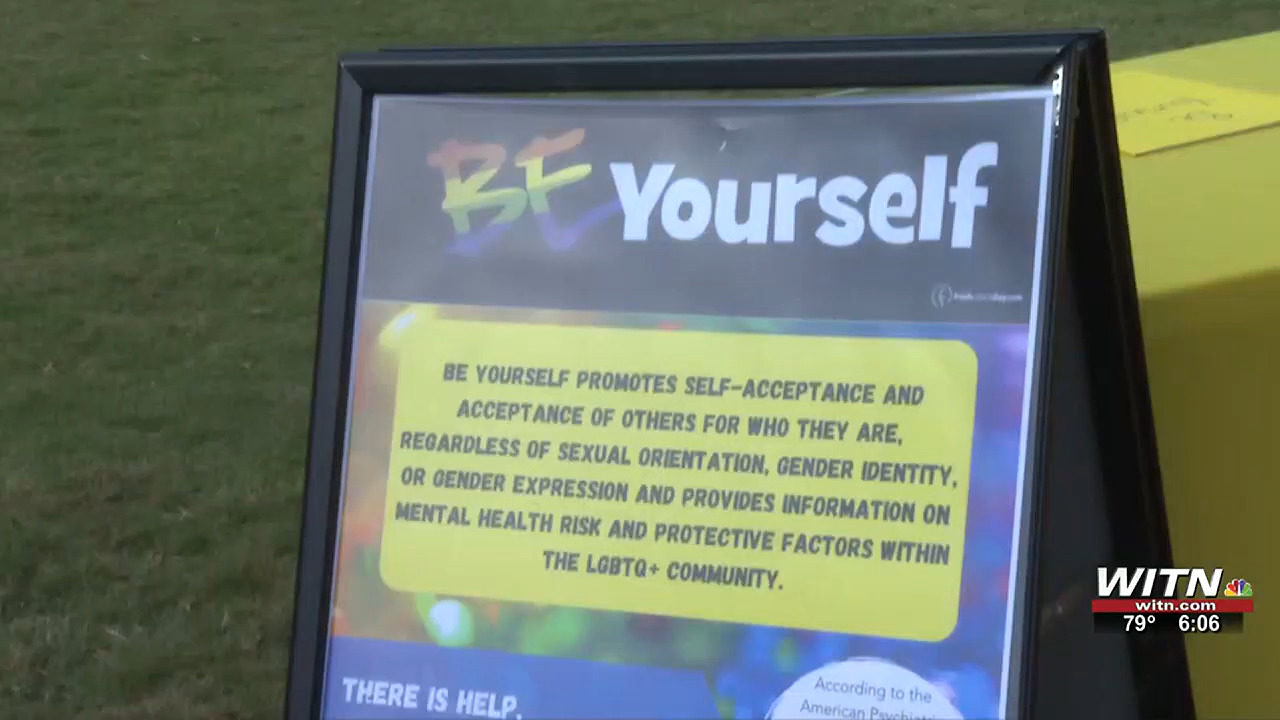 BE Yourself
BE YOURSELF PROMOTES SELF-ACCEPTANCE AND
ACCEPTANCE OF OTHERS FOR WHO THEY ARE,
REGARDLESS OF SEXUAL ORIENTATION, GENDER IDENTITY,
OR GENDER EXPRESSION AND PROVIDES INFORMATION ON
MENTAL HEALTH RISK AND PROTECTIVE FACTORS WITHIN
THE LGBTQ+ COMMUNITY.
THERE IS HELP.
According to the
American
WITN
witn.com
79° 6:06